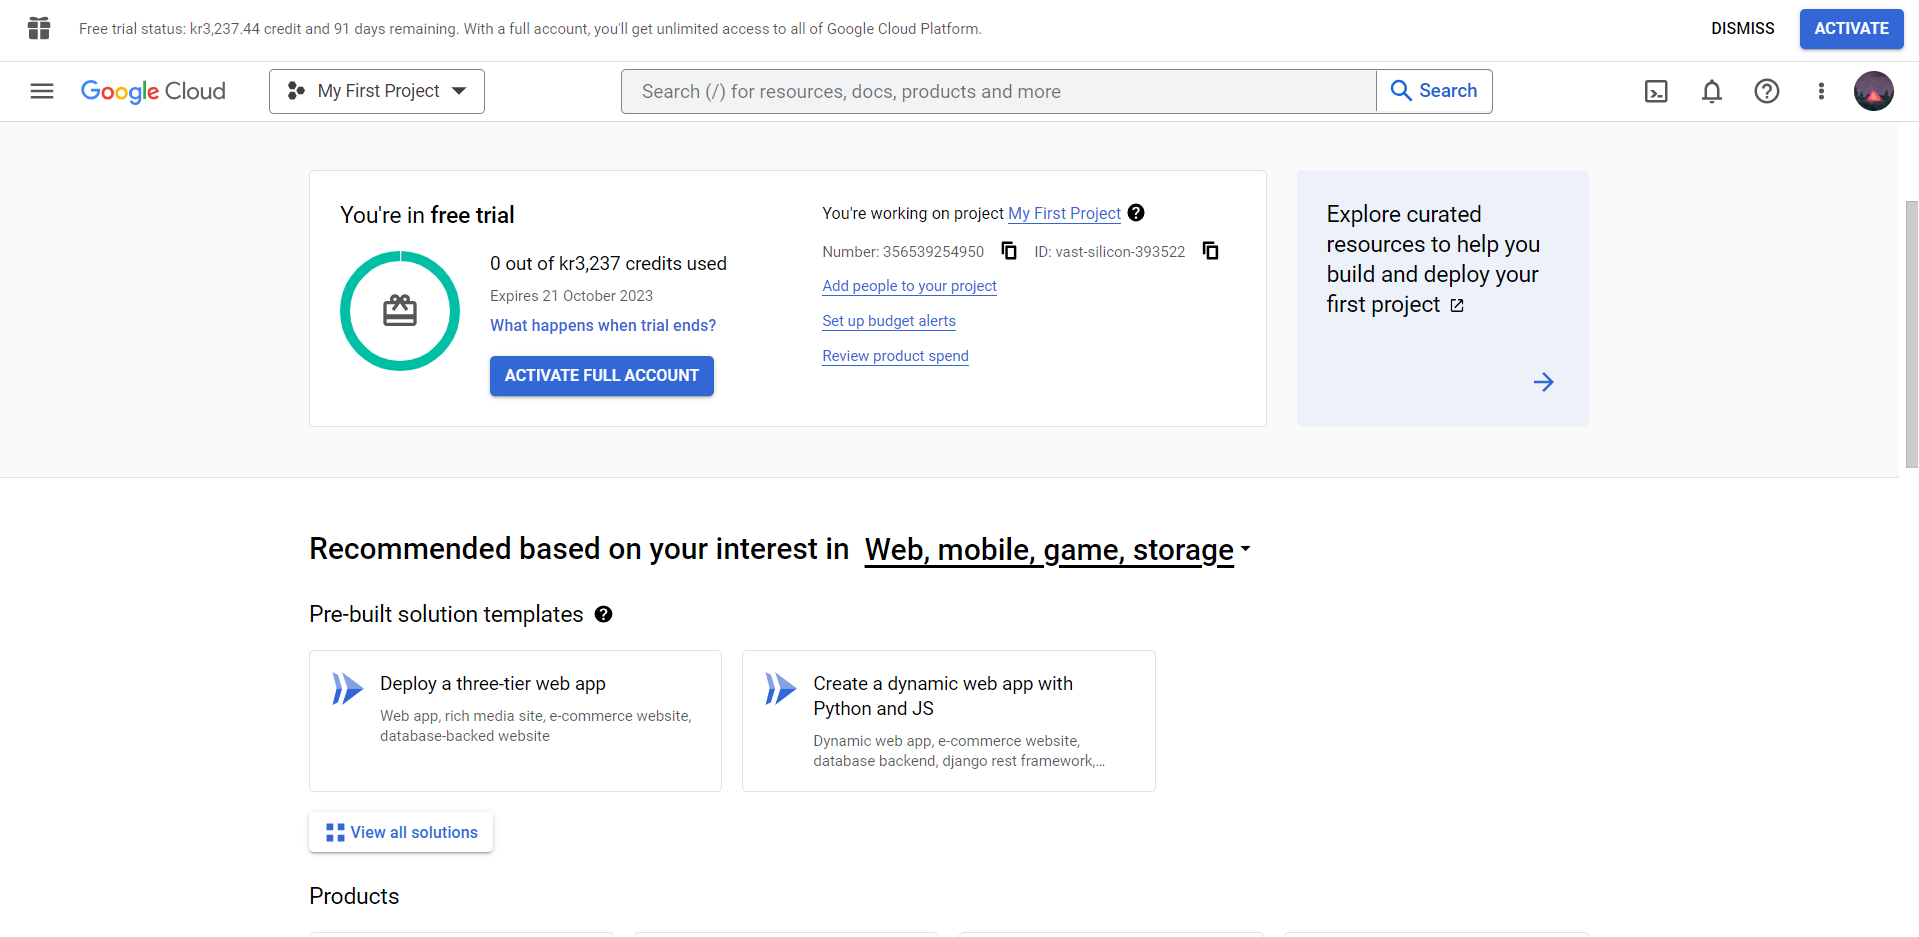 Free trial status: kr3,237.44 credit and 91 days remaining. With a full account, you'll get unlimited access to all of Google Cloud Platform.
DISMISS
ACTIVATE
Google Cloud
My First Project
Search (/) for resources, docs, products and more
Search
You're in free trial
0 out of kr3,237 credits used
Expires 21 October 2023
What happens when trial ends?
ACTIVATE FULL ACCOUNT
You're working on project My First Project
Number: 356539254950
ID: vast-silicon-393522
Add people to your project
Set up budget alerts
Review product spend
Explore curated
resources to help you
build and deploy your
first project
Recommended based on your interest in Web, mobile, game, storage
Pre-built solution templates
Deploy a three-tier web app
Web app, rich media site, e-commerce website,
database-backed website
Create a dynamic web app with
Python and JS
Dynamic web app, e-commerce website,
database backend, django rest framework,...
View all solutions
Products